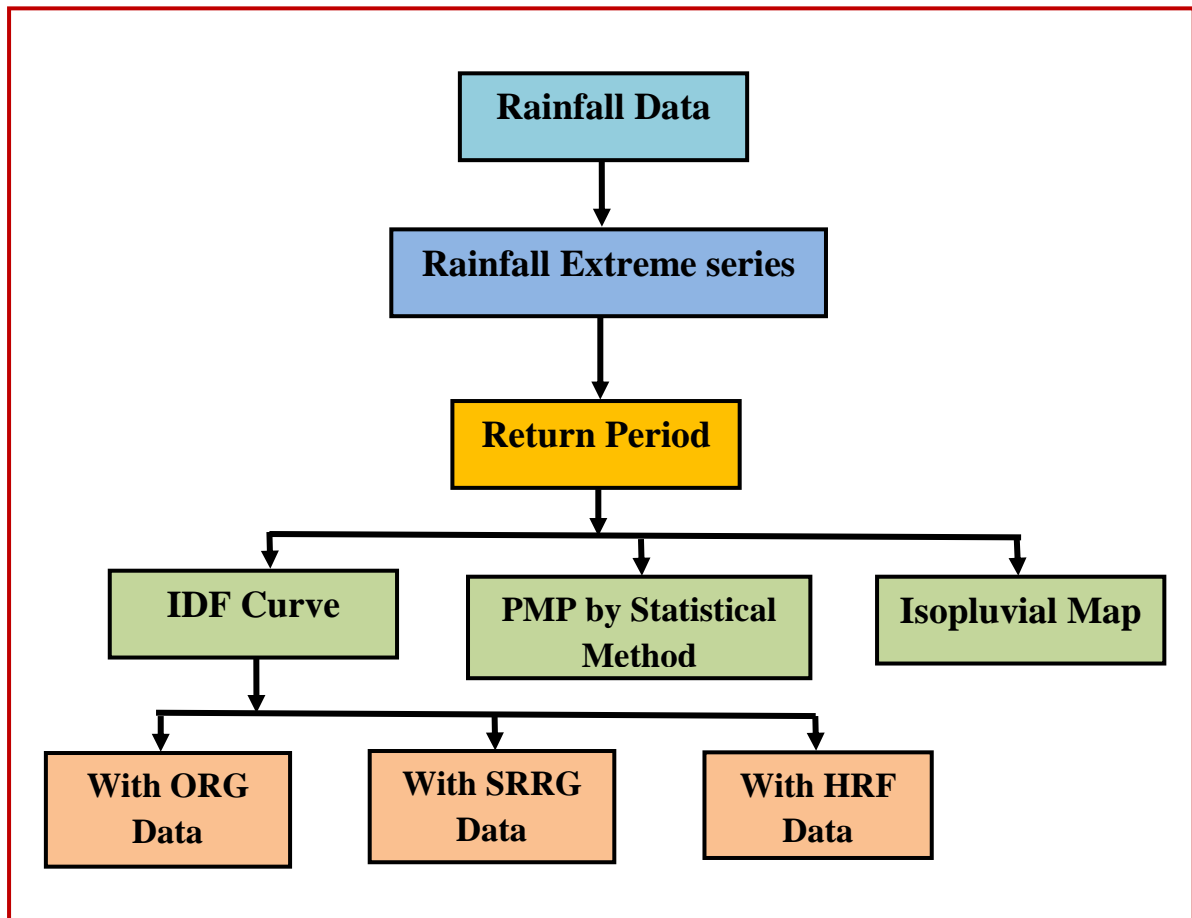 Rainfall Data
Rainfall Extreme series
Return Period
IDF Curve
PMP by Statistical
Method
Isopluvial Map
With ORG
Data
With SRRG
Data
With HRF
Data